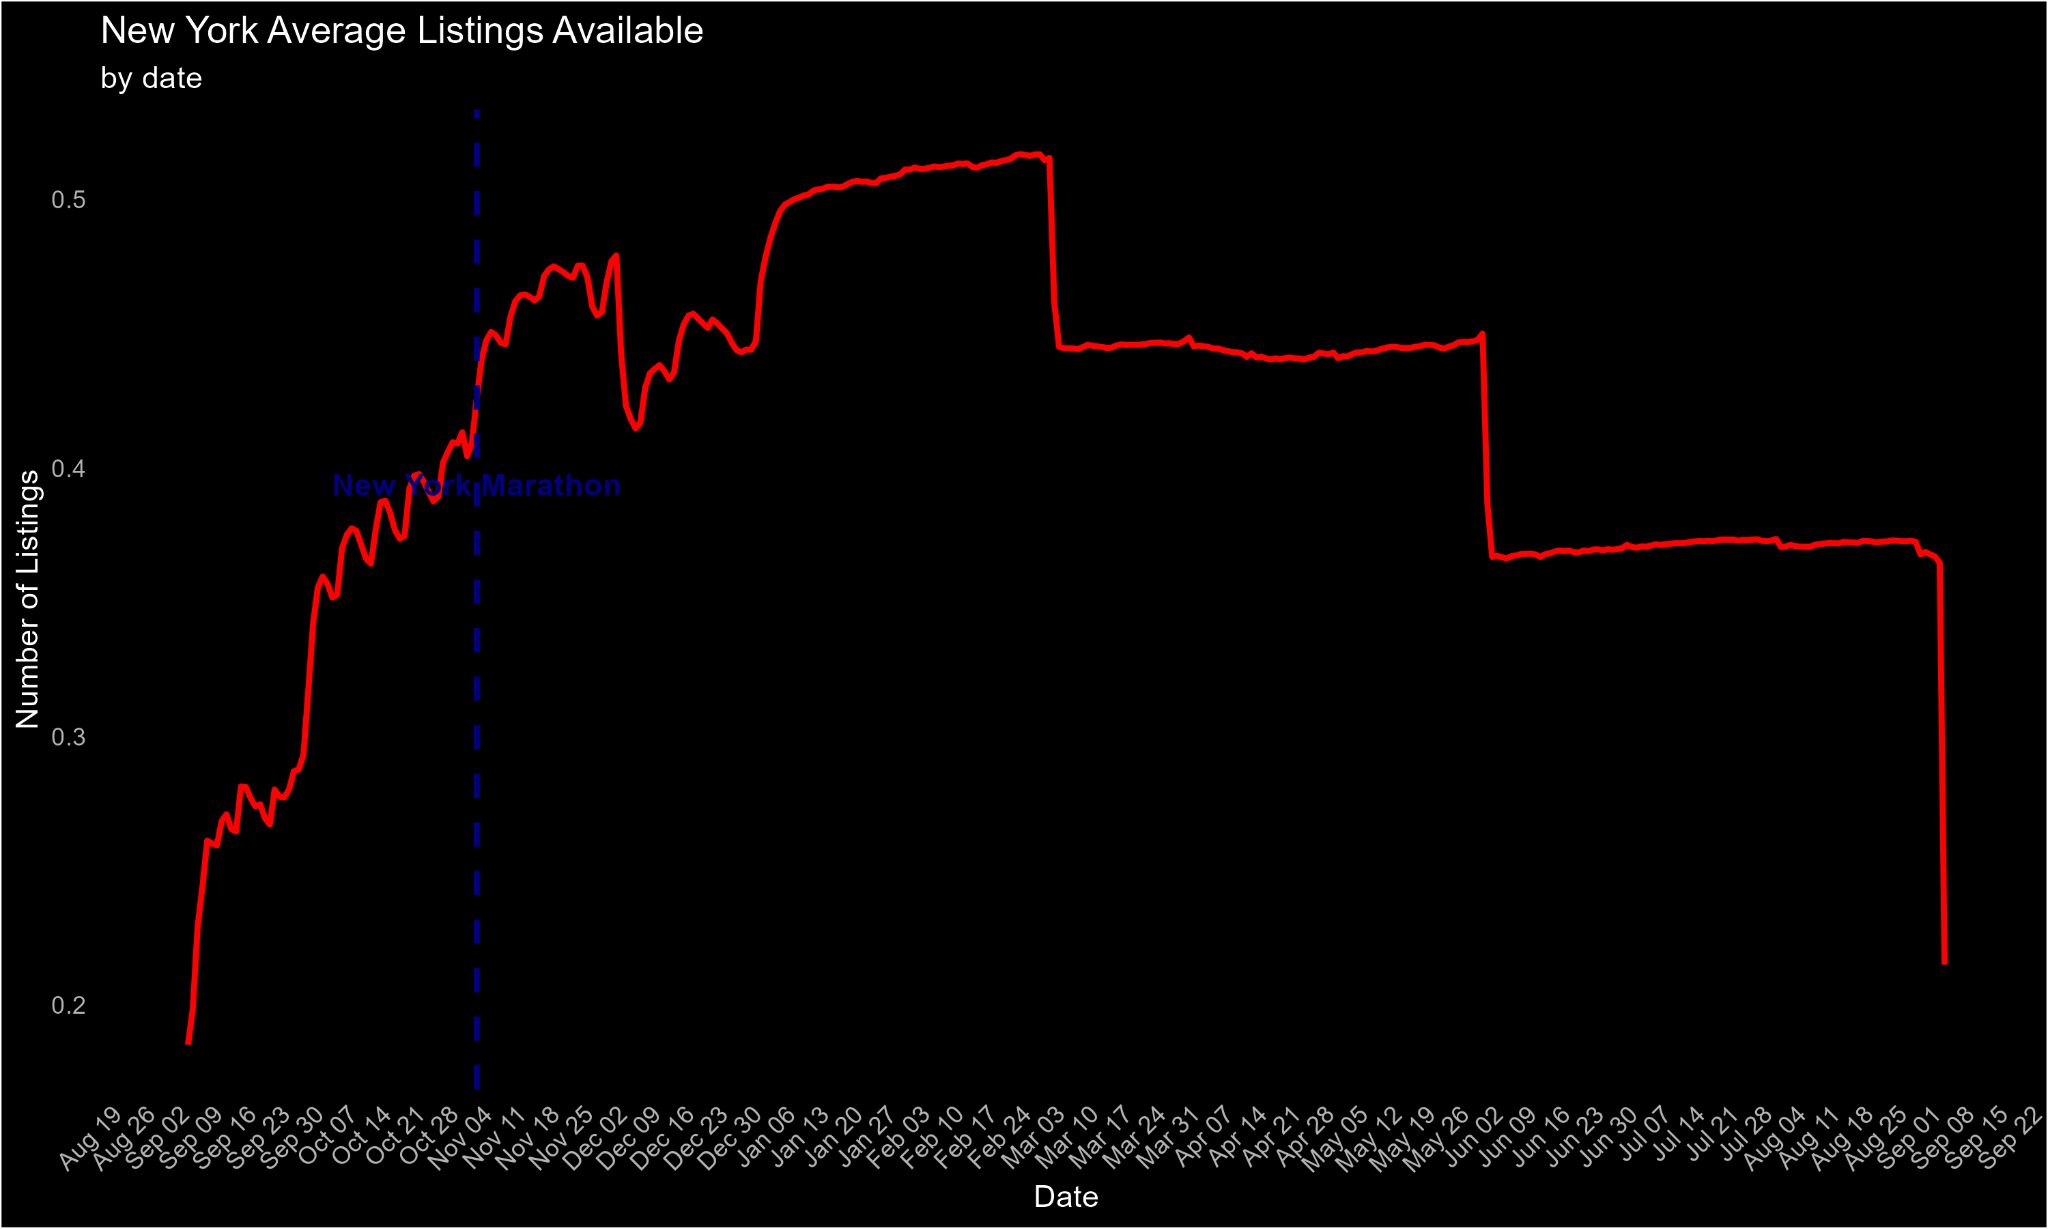 New York Average Listings Available
by date
Number of Listings
0.5
0.4
0.3
0.2
New York Marathon
Aug 19
Aug 26
Sep 02
Sep 09
Sep 16
Sep 23
Sep 30
Oct 07
Oct 14
Oct 21
Oct 28
Nov 04
Nov 11
Nov 18
Nov 25
Dec 02
Dec 09
Dec 16
Dec 23
Dec 30
Jan 06
Jan 13
Jan 20
Jan 27
Feb 03
Feb 10
Feb 17
Feb 24
Mar 03
Mar 10
Mar 17
Mar 24
Mar 31
Apr 07
Apr 14
Apr 21
Apr 28
May 05
May 12
May 19
May 26
Jun 02
Jun 09
Jun 16
Jun 23
Jun 30
Jul 07
Jul 14
Jul 21
Jul 28
Aug 04
Aug 11
Aug 18
Aug 25
Sep 01
Sep 08
Sep 15
Sep 22
Date